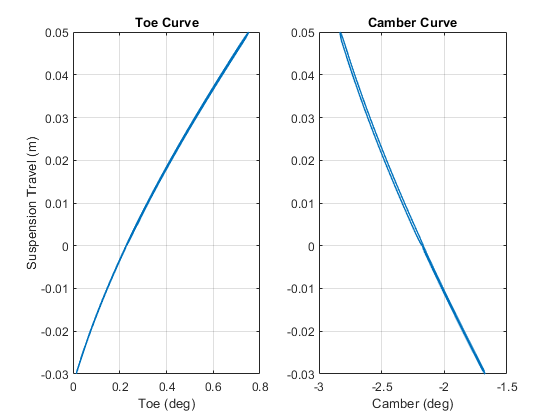 Toe Curve
0.05
0.04
0.03
0.02
0.01
0
-0.01
-0.02
-0.03
0 0.2 0.4 0.6 0.8
Toe (deg)
Suspension Travel (m)
Camber Curve
0.05
0.04
0.03
0.02
0.01
0
-0.01
-0.02
-0.03
-3 -2.5 -2 -1.5
Camber (deg)